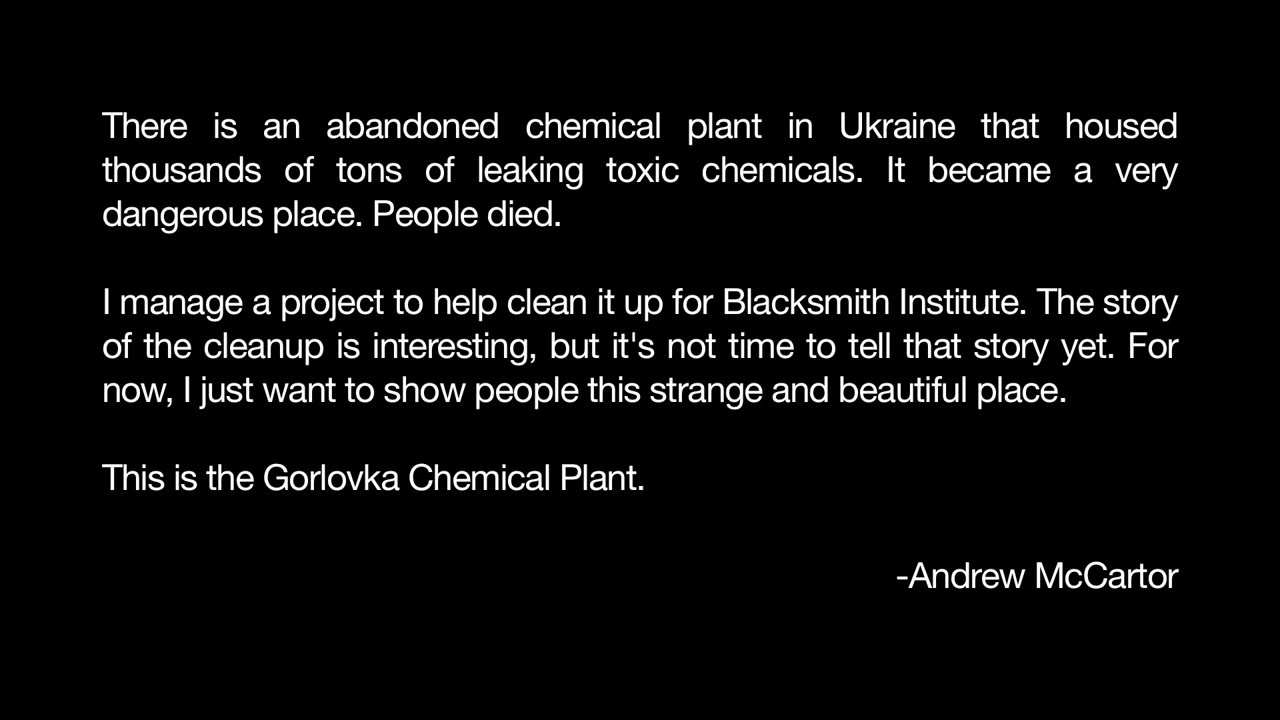 There is an abandoned chemical plant in Ukraine that housed
thousands of tons of leaking toxic chemicals. It became a very
dangerous place. People died.
I manage a project to help clean it up for Blacksmith Institute. The story
of the cleanup is interesting, but it's not time to tell that story yet. For
now, I just want to show people this strange and beautiful place.
This is the Gorlovka Chemical Plant.
-Andrew McCartor